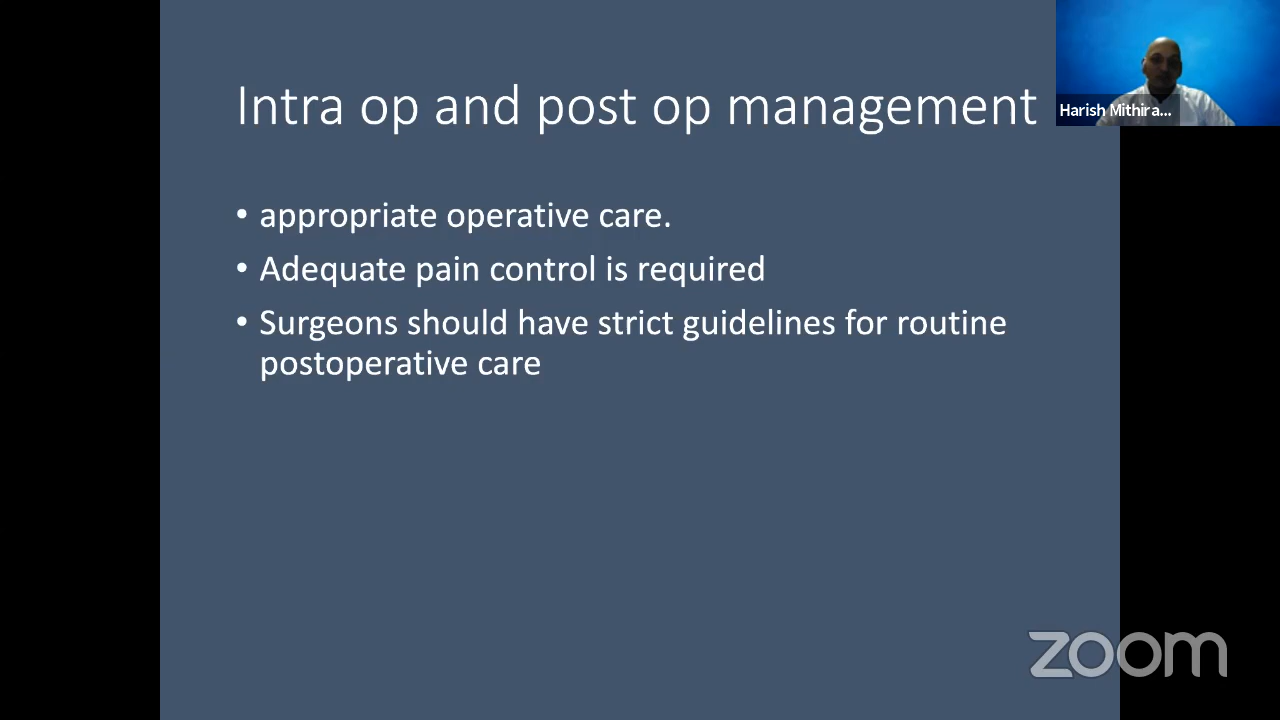 Intra op and post op management
Harish Mithira...
• appropriate operative care.
• Adequate pain control is required
• Surgeons should have strict guidelines for routine
postoperative care
zoom